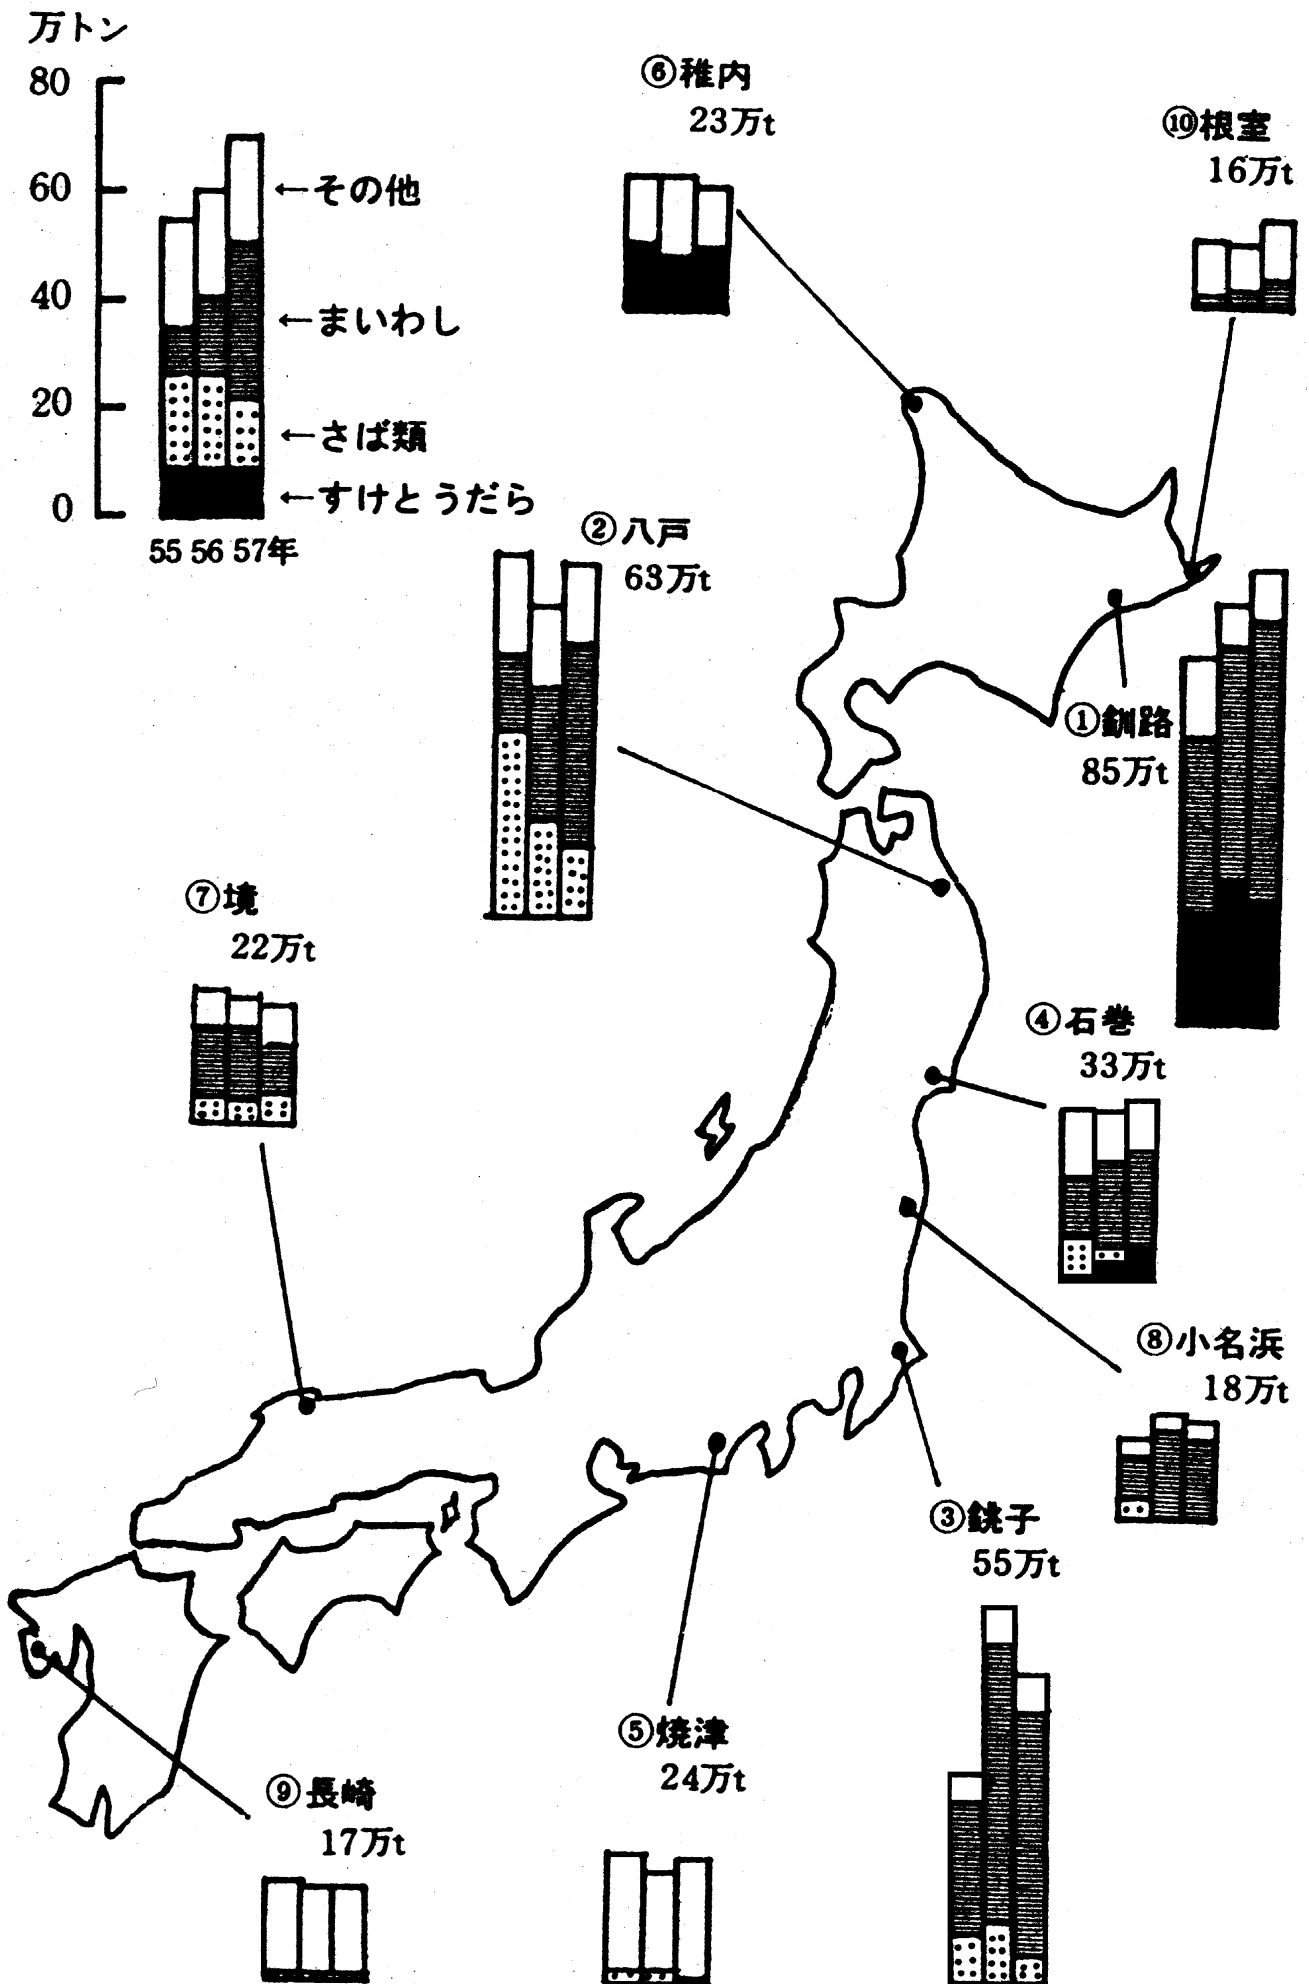 万トン
80
60
40
20
0
←その他
←まいわし
←さば類
←すけとうだら
55 56 57年
⑥稚内
23万t
⑩根室
16万t
②八戸
63万t
①釧路
85万t
⑦境
22万t
④石巻
33万t
⑧小名浜
18万t
③銚子
55万t
⑤焼津
24万t
⑨長崎
17万t